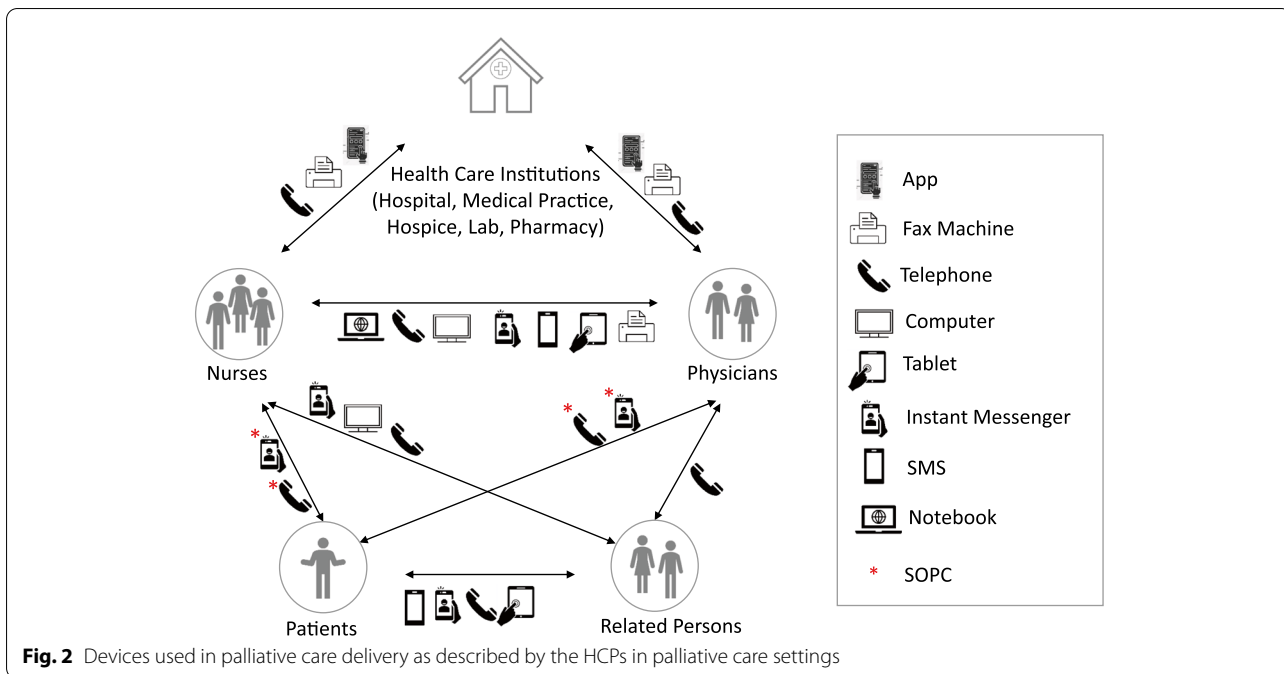 Health Care Institutions
(Hospital, Medical Practice,
Hospice, Lab, Pharmacy)
Nurses
Physicians
*
*
*
*
Patients
Related Persons
App
Fax Machine
Telephone
Computer
Tablet
Instant Messenger
SMS
Notebook
* SOPC
Fig. 2 Devices used in palliative care delivery as described by the HCPs in palliative care settings